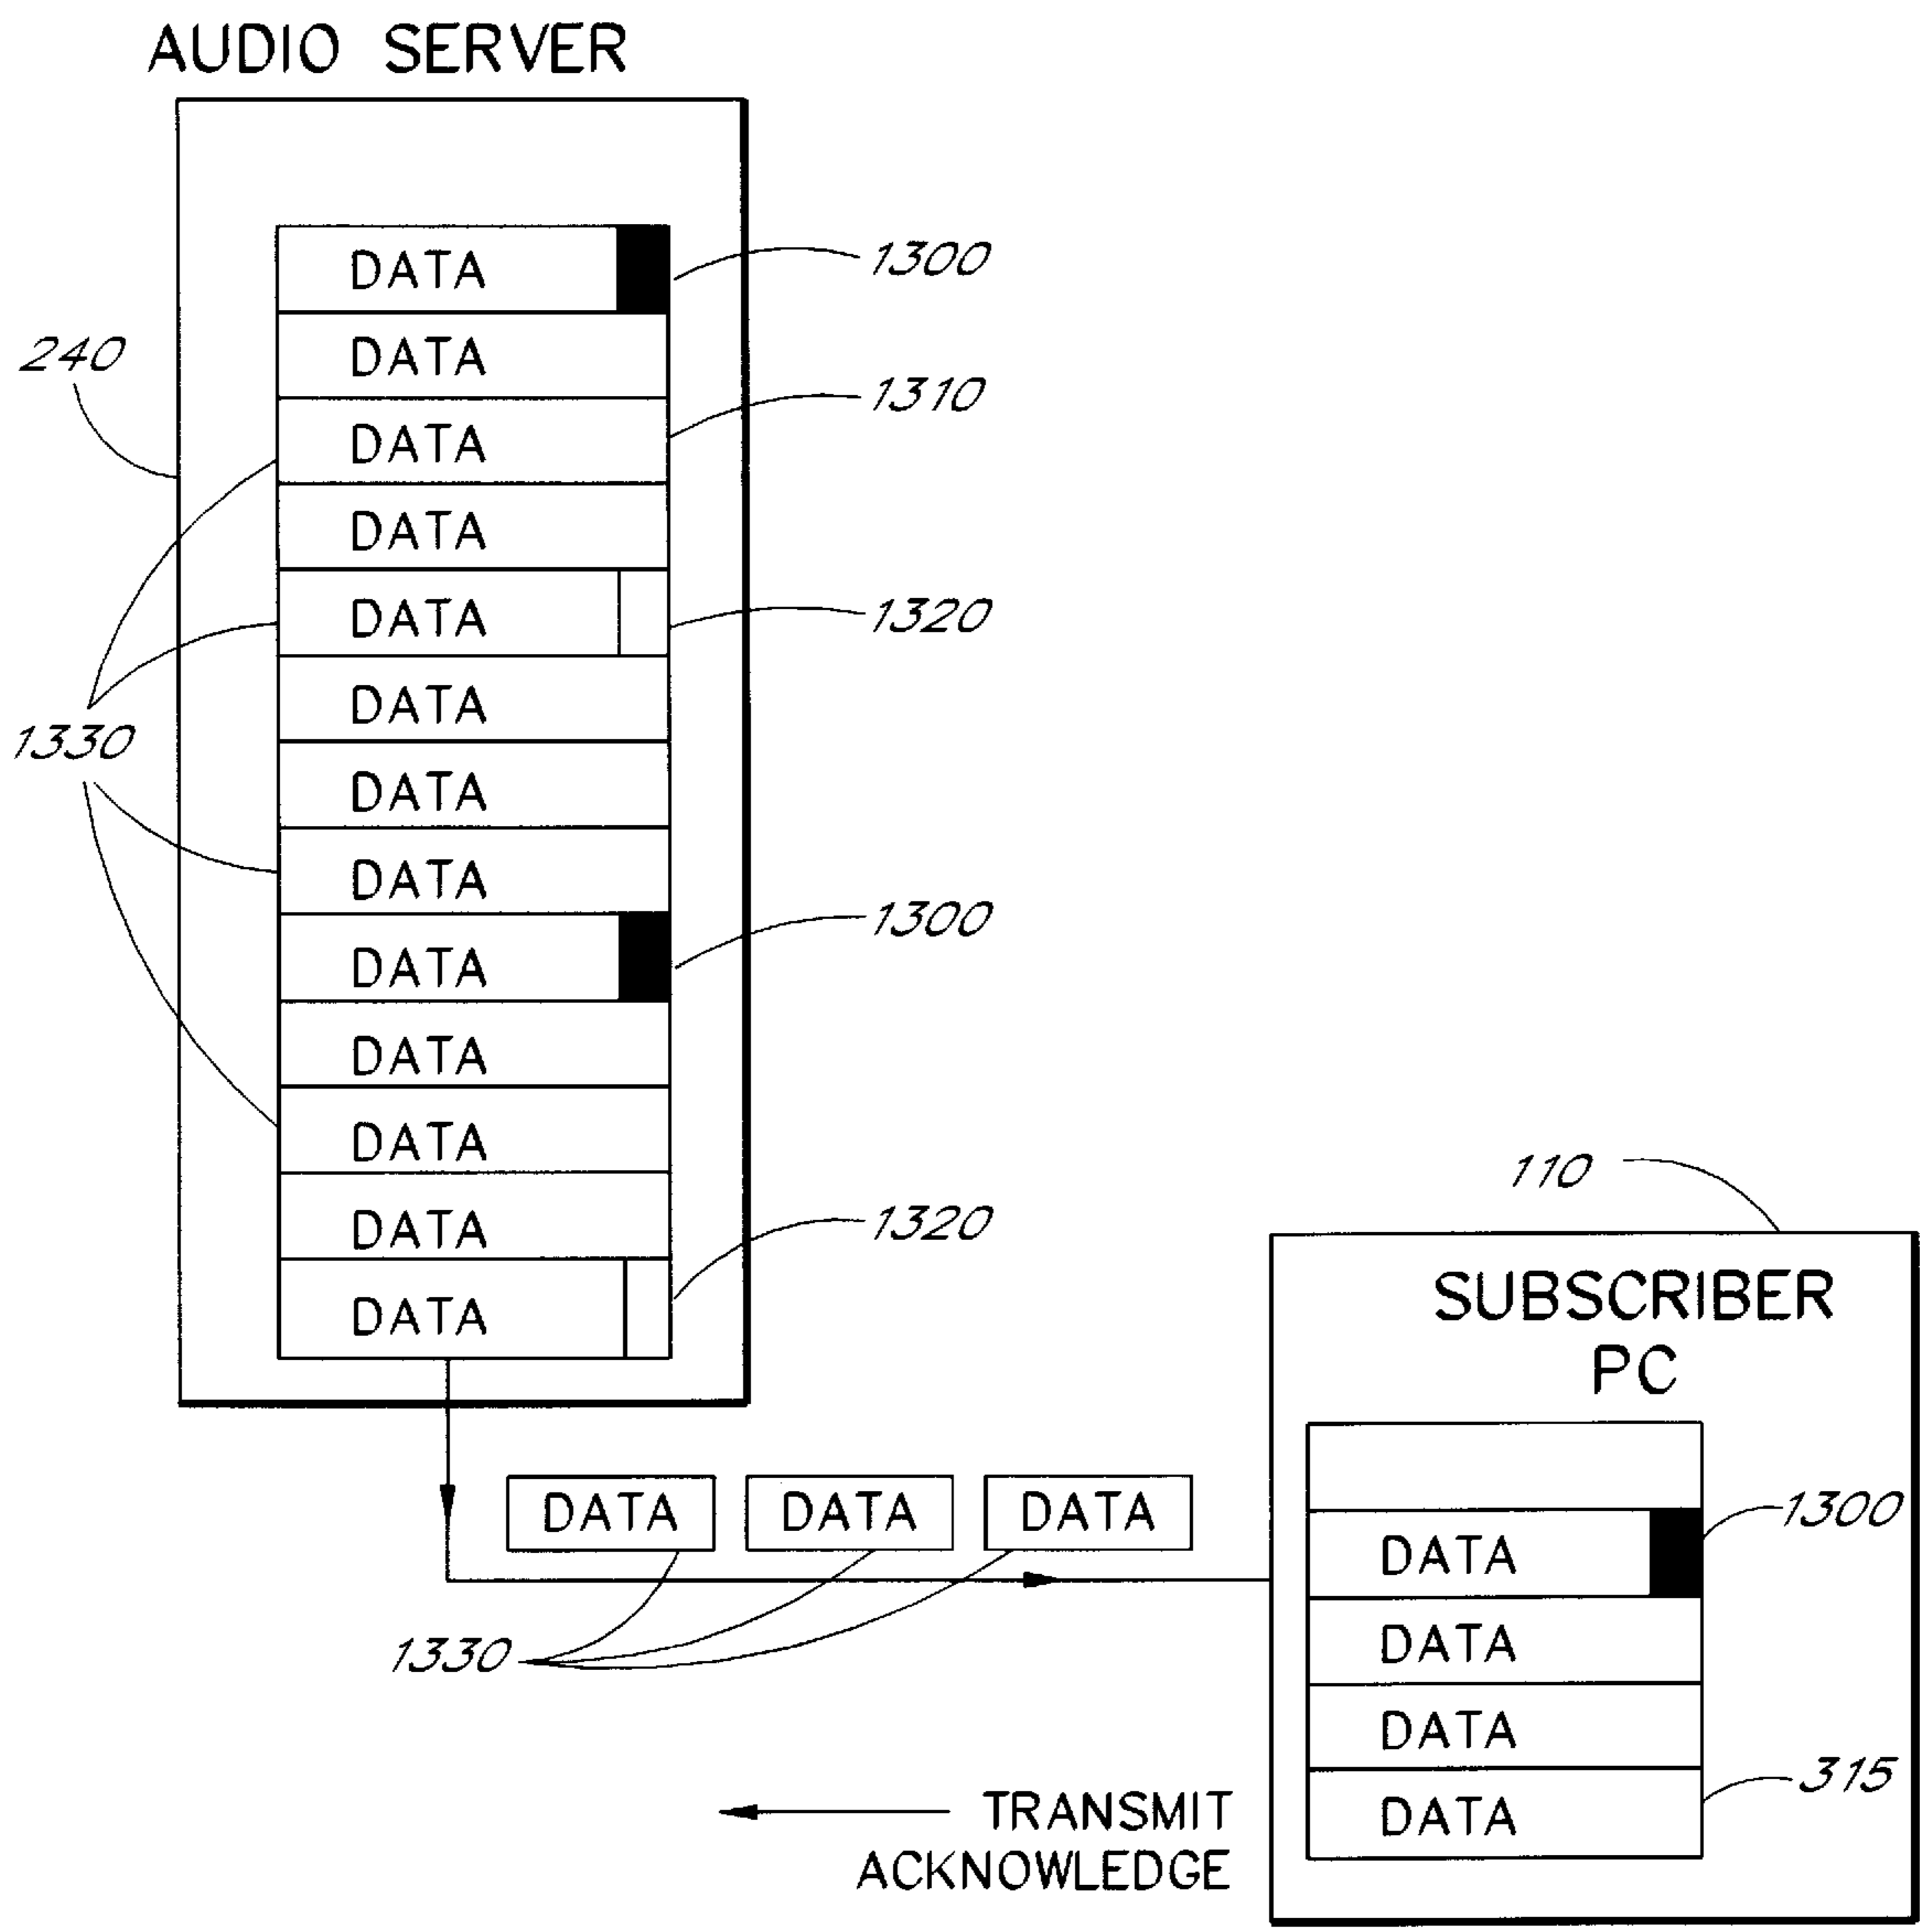 AUDIO SERVER
DATA
1300
DATA
240
1310
DATA
DATA
DATA
1320
DATA
1330
DATA
DATA
1300
DATA
DATA
DATA
110
DATA
1320
DATA
SUBSCRIBER
PC
DATA DATA DATA
1300
DATA
1330
DATA
DATA
315
DATA
TRANSMIT
ACKNOWLEDGE